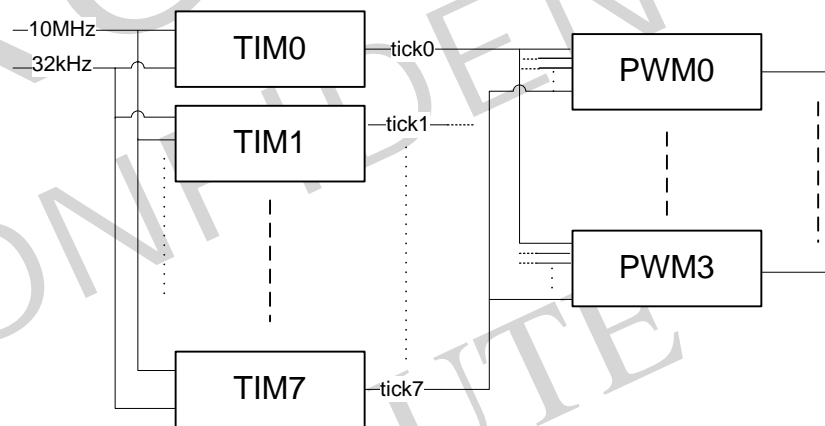 10MHz
32kHz
TIM0
tick0
PWM0
TIM1
tick1
PWM3
TIM7
tick7